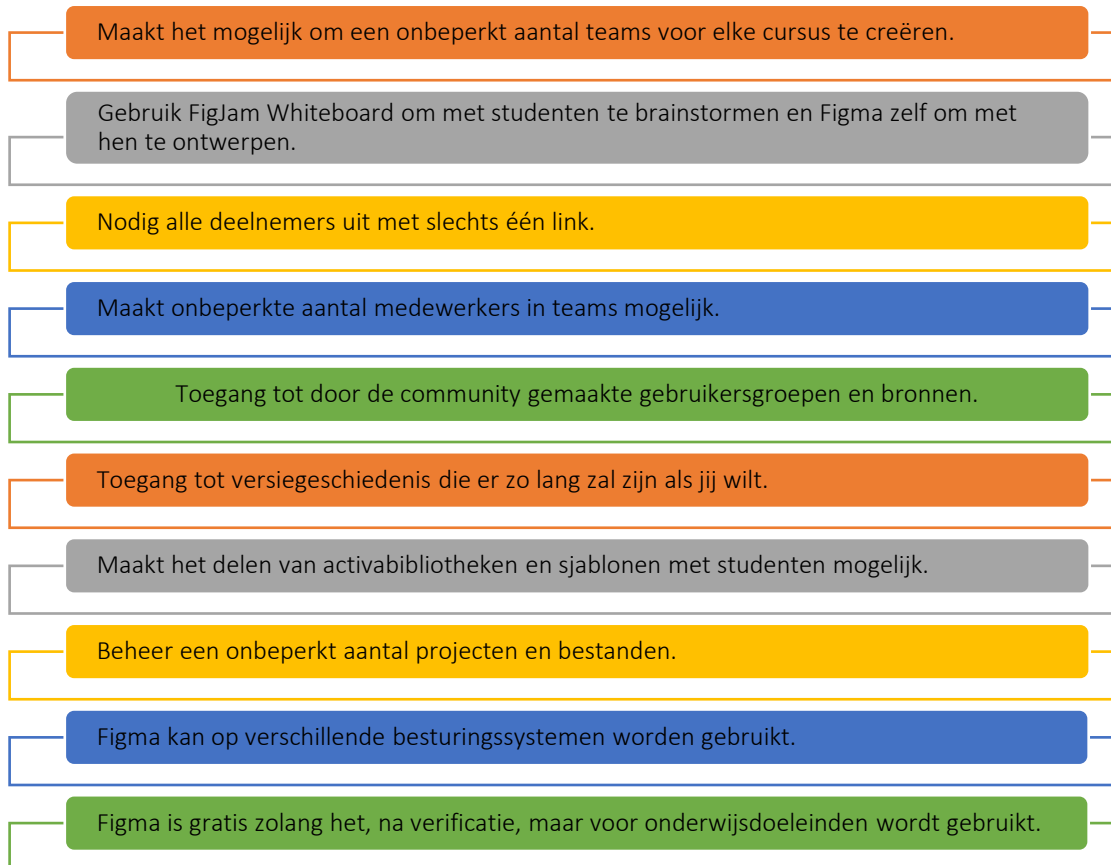 Maakt het mogelijk om een onbeperkt aantal teams voor elke cursus te creëren.
Gebruik FigJam Whiteboard om met studenten te brainstormen en Figma zelf om met
hen te ontwerpen.
Nodig alle deelnemers uit met slechts één link.
Maakt onbeperkte aantal medewerkers in teams mogelijk.
Toegang tot door de community gemaakte gebruikersgroepen en bronnen.
Toegang tot versiegeschiedenis die er zo lang zal zijn als jij wilt.
Maakt het delen van activabibliotheken en sjablonen met studenten mogelijk.
Beheer een onbeperkt aantal projecten en bestanden.
Figma kan op verschillende besturingssystemen worden gebruikt.
Figma is gratis zolang het, na verificatie, maar voor onderwijsdoeleinden wordt gebruikt.